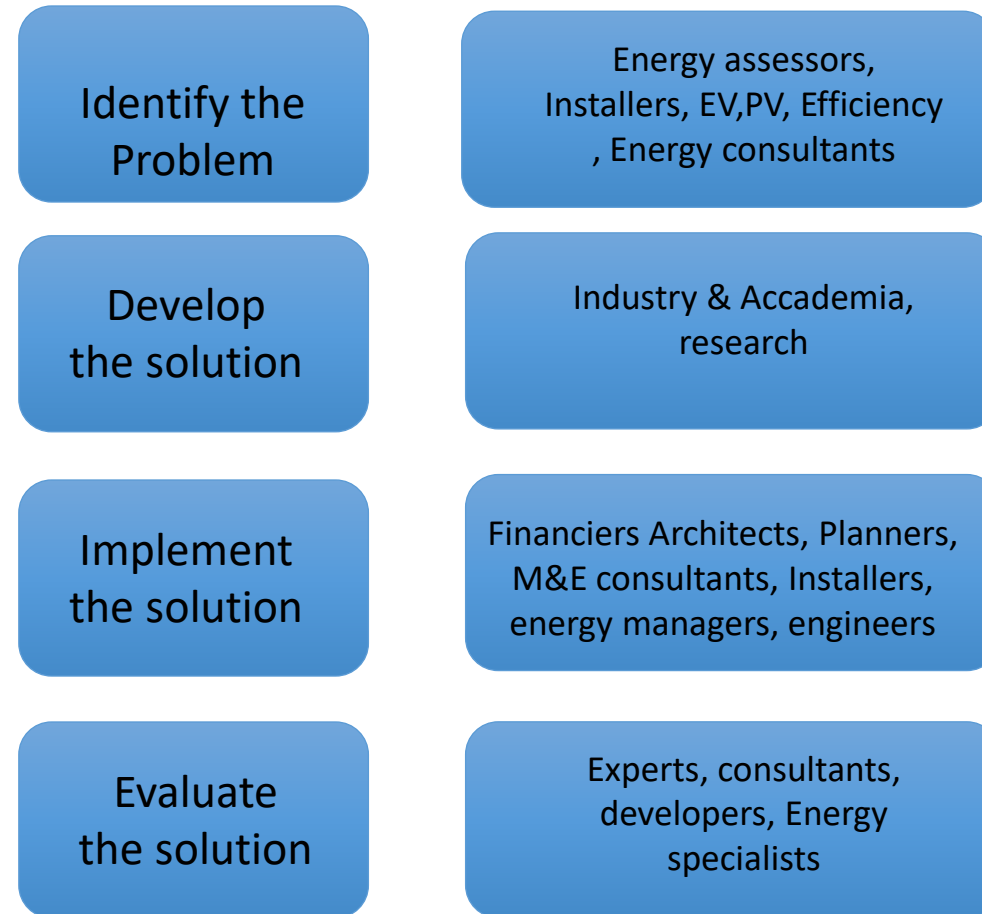 Identify the
Problem
Energy assessors,
Installers, EV,PV, Efficiency
, Energy consultants
Develop
the solution
Industry & Accademia,
research
Implement
the solution
Financiers Architects, Planners,
M&E consultants, Installers,
energy managers, engineers
Evaluate
the solution
Experts, consultants,
developers, Energy
specialists